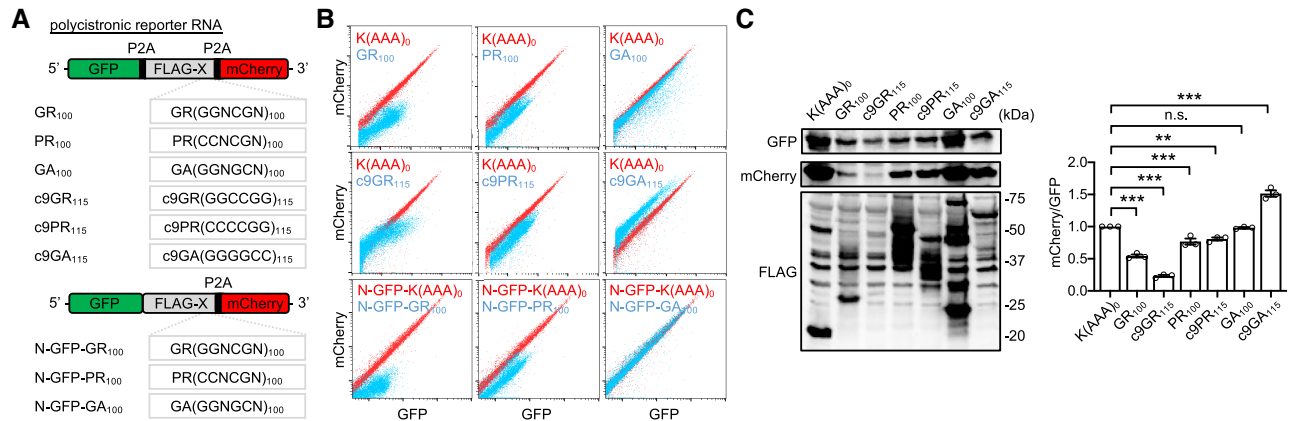 A
polycistronic reporter RNA
P2A P2A
5' GFP FLAG-X mCherry 3'
GR₁₀₀ GR(GGNCGN)₁₀₀
PR₁₀₀ PR(CCNCGN)₁₀₀
GA₁₀₀ GA(GGNGCN)₁₀₀
c9GR₁₁₅ c9GR(GGCCGG)₁₁₅
c9PR₁₁₅ c9PR(CCCCGG)₁₁₅
c9GA₁₁₅ c9GA(GGGGCC)₁₁₅
P2A
5' GFP FLAG-X mCherry 3'
N-GFP-GR₁₀₀ GR(GGNCGN)₁₀₀
N-GFP-PR₁₀₀ PR(CCNCGN)₁₀₀
N-GFP-GA₁₀₀ GA(GGNGCN)₁₀₀
B
K(AAA)₀ K(AAA)₀ K(AAA)₀
GR₁₀₀ PR₁₀₀ GA₁₀₀
mCherry
K(AAA)₀ K(AAA)₀ K(AAA)₀
c9GR₁₁₅ c9PR₁₁₅ c9GA₁₁₅
mCherry
N-GFP-K(AAA)₀ N-GFP-K(AAA)₀ N-GFP-K(AAA)₀
N-GFP-GR₁₀₀ N-GFP-PR₁₀₀ N-GFP-GA₁₀₀
mCherry
GFP GFP GFP
C
K(AAA)₀ GR₁₀₀ c9GR₁₁₅ PR₁₀₀ c9PR₁₁₅ GA₁₀₀ c9GA₁₁₅ (kDa)
GFP
mCherry
FLAG
-75
-50
-37
-25
-20
***
n.s.
**
***
***
***
mCherry/GFP
2.0
1.5
1.0
0.5
0.0
K(AAA)₀ GR₁₀₀ c9GR₁₁₅ PR₁₀₀ c9PR₁₁₅ GA₁₀₀ c9GA₁₁₅